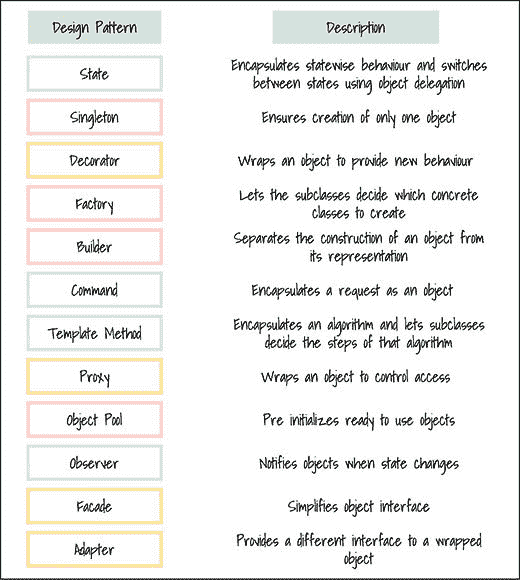 Design Pattern
Description
State
Encapsulates statewise behaviour and switches
between states using object delegation
Singleton
Ensures creation of only one object
Decorator
Wraps an object to provide new behaviour
Factory
Lets the subclasses decide which concrete
classes to create
Builder
Separates the construction of an object from
its representation
Command
Encapsulates a request as an object
Template Method
Encapsulates an algorithm and lets subclasses
decide the steps of that algorithm
Proxy
Wraps an object to control access
Object Pool
Pre initializes ready to use objects
Observer
Notifies objects when state changes
Facade
Simplifies object interface
Adapter
Provides a different interface to a wrapped
object